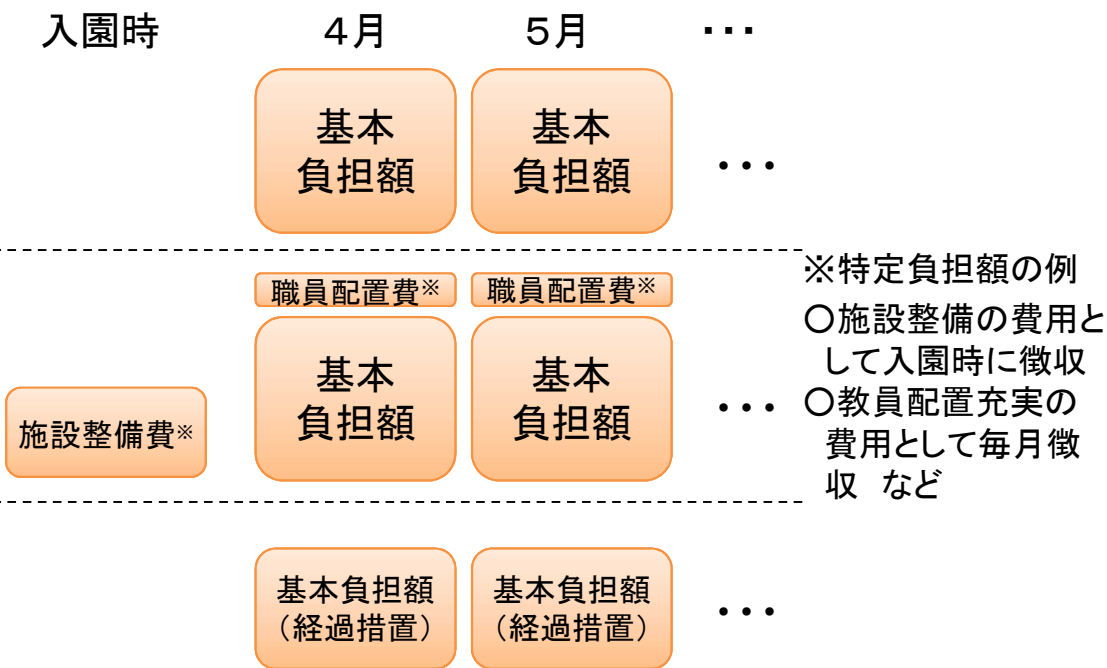 入園時 ４月 ５月 ・・・
基本
負担額
基本
負担額
・・・
職員配置費※ 職員配置費※
施設整備費※
基本
負担額
基本
負担額
・・・
※特定負担額の例
〇施設整備の費用と
して入園時に徴収
〇教員配置充実の
費用として毎月徴
収 など
基本負担額
（経過措置）
基本負担額
（経過措置）
・・・